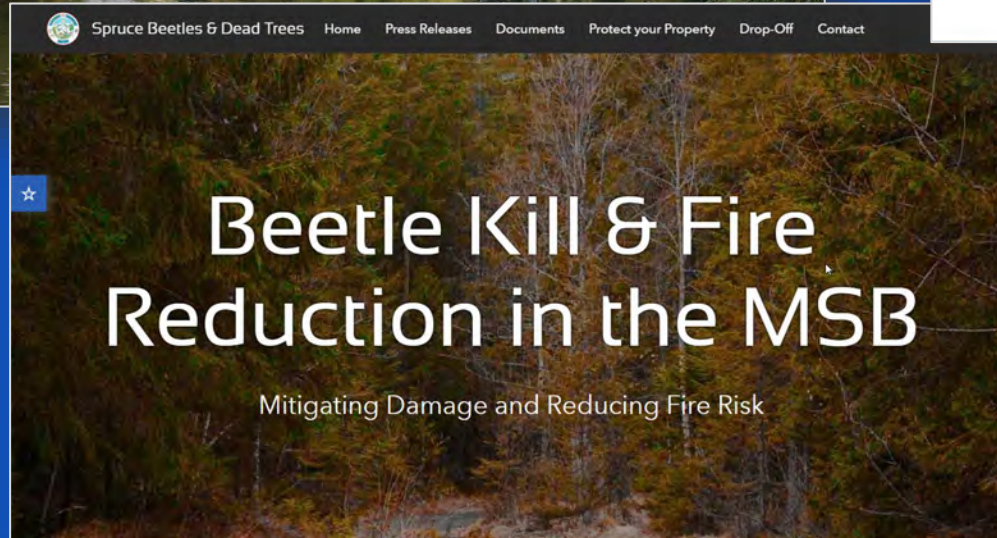 Spruce Beetles & Dead Trees Home Press Releases Documents Protect your Property Drop-Off Contact
Beetle Kill & Fire
Reduction in the MSB
Mitigating Damage and Reducing Fire Risk